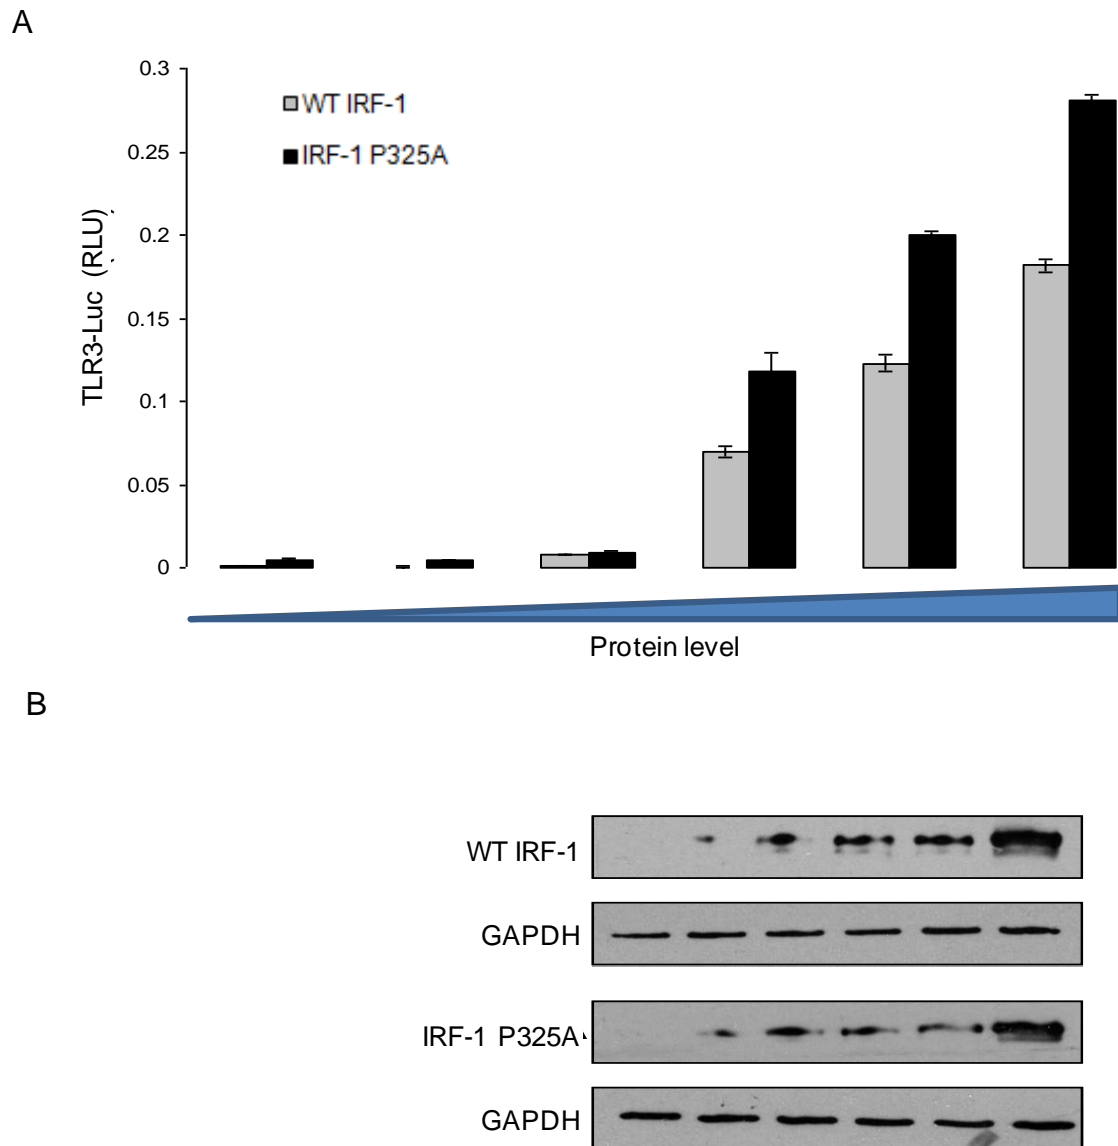 A
0.3
0.25
0.2
0.15
0.1
0.05
0
TLR3-Luc (RLU)
WT IRF-1
IRF-1 P325A
Protein level
B
WT IRF-1
GAPDH
IRF-1 P325A
GAPDH